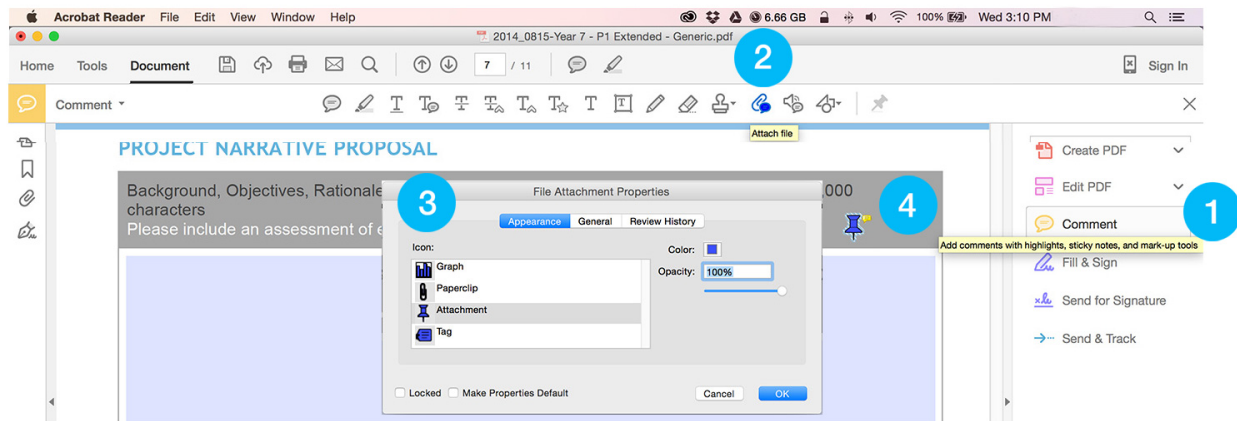 Acrobat Reader File Edit View Window Help 6.66 GB 100% Wed 3:10 PM
2014_0815-Year 7 - P1 Extended - Generic.pdf
Home Tools Document 7 / 11 Sign In
2
Comment
Attach file
PROJECT NARRATIVE PROPOSAL
Background, Objectives, Rationale ,000
characters
Please include an assessment of
3
4
File Attachment Properties
Appearance General Review History
Icon:
Graph
Paperclip
Attachment
Tag
Color:
Opacity: 100%
Locked Make Properties Default Cancel OK
Create PDF
Edit PDF
1
Comment
Add comments with highlights, sticky notes, and mark-up tools
Fill & Sign
Send for Signature
Send & Track